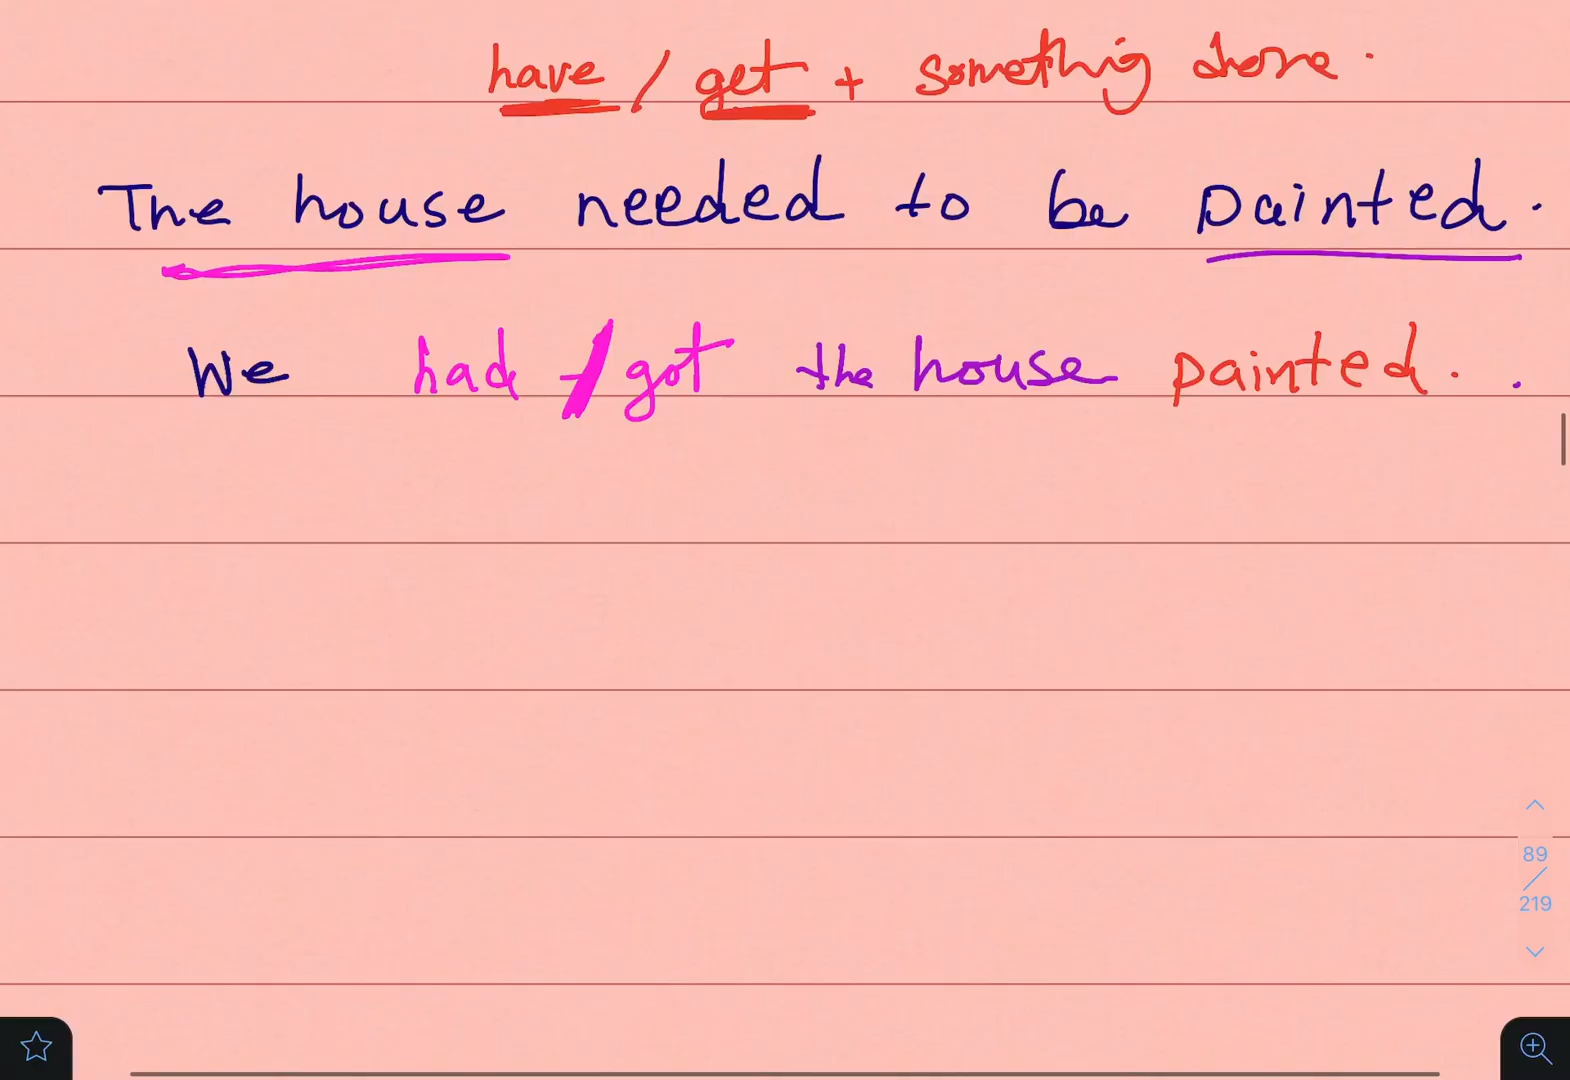 have / get + something done.
The house needed to be painted.
We had / got the house painted. .
89
219